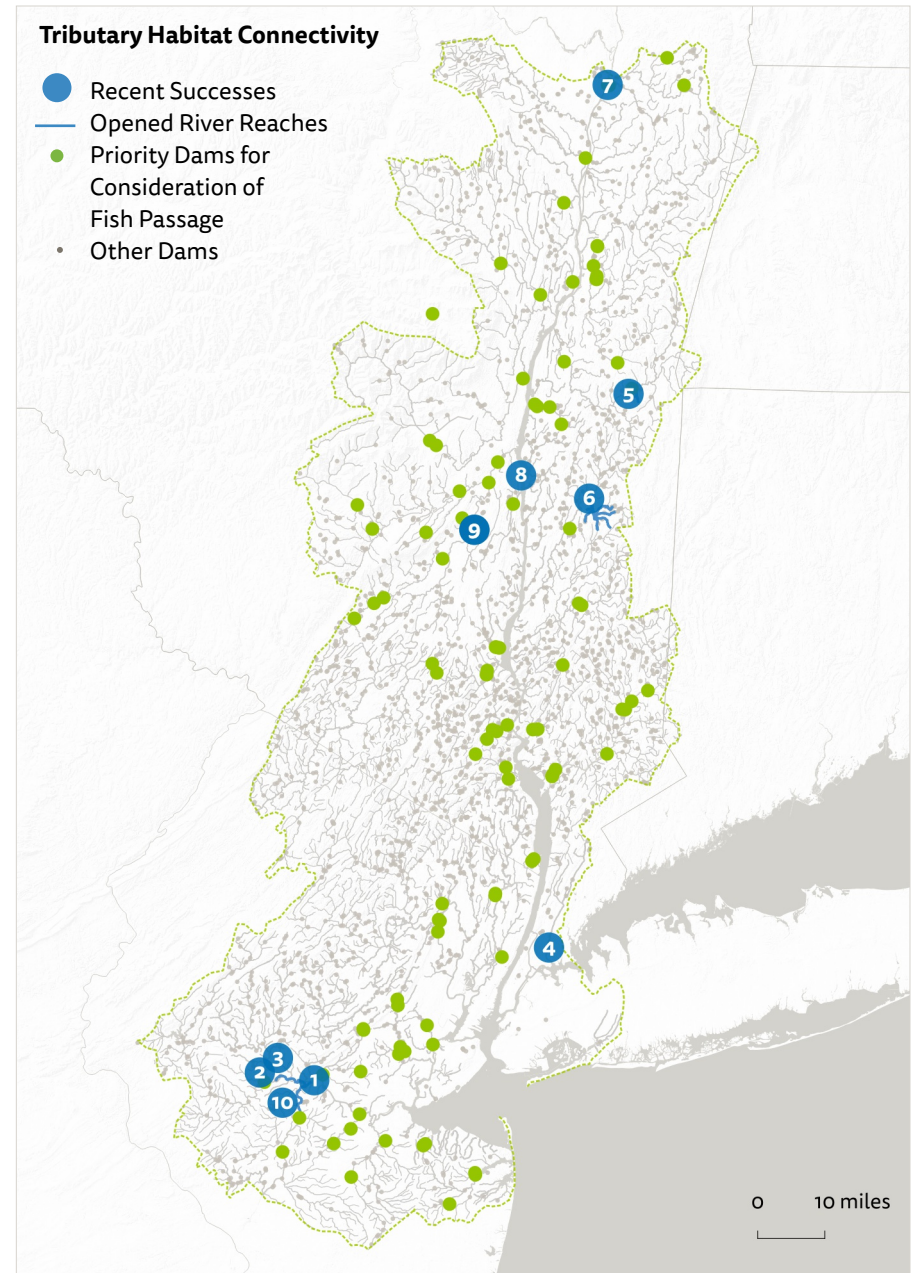 Tributary Habitat Connectivity
Recent Successes
Opened River Reaches
Priority Dams for
Consideration of
Fish Passage
Other Dams
7
5
8
6
9
4
3
2
1
10
0 10 miles